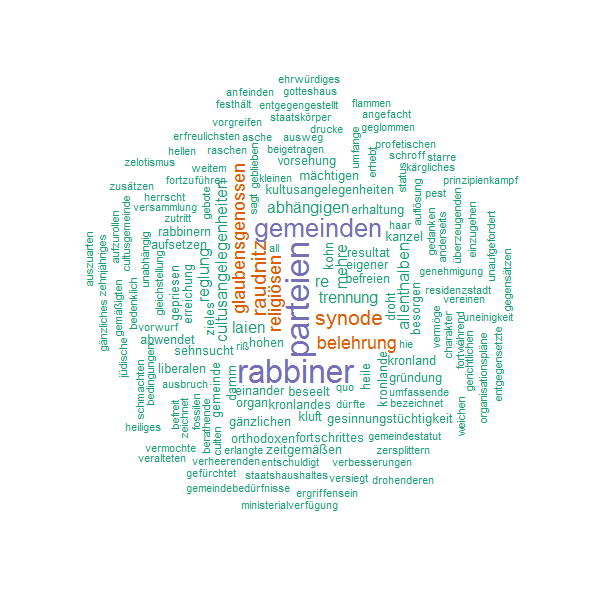 ehrwürdiges
anfeinden
gotteshaus
festhält
entgegengestellt
flammen
vorgreifen
staatskörper
angefacht
drucke
geglommen
erfreulichsten
asche
ausweg
umfange
profetischen
hellen
raschen
beigetragen
erhebt
schroff
starre
zelotismus
weitem
geblieben
vorsehung
status
kärgliches
zusätzen
fortzuführen
kleinen
mächtigen
auflösung
pest
prinzipienkampf
herrscht
gebote
glaubensgenossen
sagt
kultusangelegenheiten
versammlung
abhängigen
erhaltung
zutritt
rabbinern
gemeinden
haar
kanzel
gedanken
anderseits
überzeugenden
einzugehen
unaufgefordert
aufsetzen
cultusangelegenheiten
raudnitz
all
religiösen
kohn
mehre
resultat
eigener
befreien
allenthalben
genehmigung
gegensätzen
auszuarten
zehnjähriges
gänzliches
aufzurollen
gemäßigten
cultusgemeinde
bedenklich
unabhängig
gleichstellung
gepriesen
erreichung
reglung
zieles
parteien
re
trennung
droht
besorgen
residenzstadt
vereinen
vorwurf
laien
synode
uneinigkeit
abwendet
riß
hohen
belehrung
hie
vermöge
charakter
fortwährend
gerichtlichen
organisationspläne
entgegensetzte
jüdische
bedingungen
sehnsucht
kronland
schmachten
liberalen
rabbiner
heile
kronlande
gründung
ausbruch
gemeinde
damm
einander
beseelt
quo
umfassende
befreit
zeichnet
fossilen
organ
kronlandes
dürfte
bezeichnet
weichen
heiliges
berathende
culten
gänzlichen
kluft
gesinnungstüchtigkeit
orthodoxen
fortschrittes
gemeindestatut
vermochte
erlangte
zeitgemäßen
zersplittern
veralteten
verheerenden
entschuldigt
verbesserungen
gefürchtet
staatshaushaltes
versiegt
drohenderen
gemeindebedürfnisse
ergriffensein
ministerialverfügung